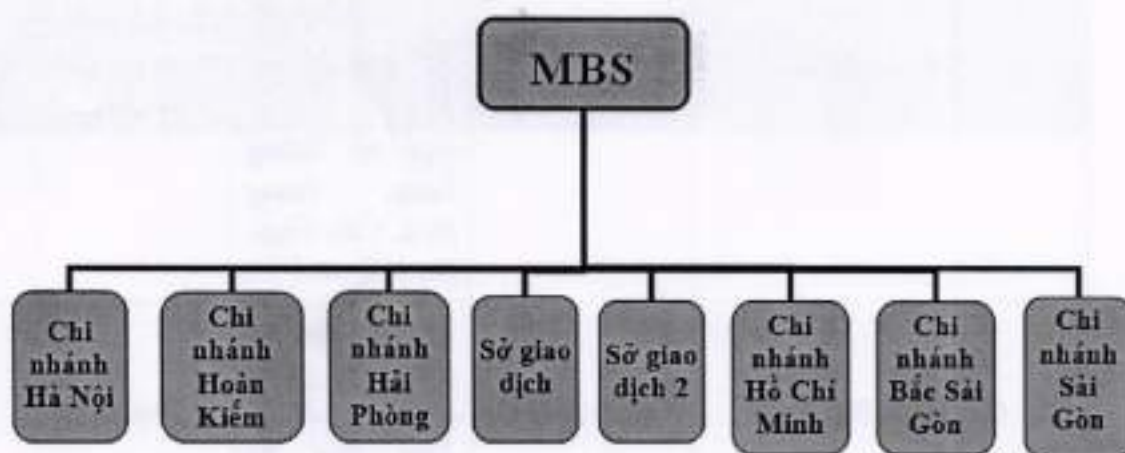 MBS
Chi
nhánh
Hà Nội
Chi
nhánh
Hoàn
Kiếm
Chi
nhánh
Hải
Phòng
Sở giao
dịch
Sở giao
dịch 2
Chi
nhánh
Hồ Chí
Minh
Chi
nhánh
Bắc Sài
Gòn
Chi
nhánh
Sài
Gòn